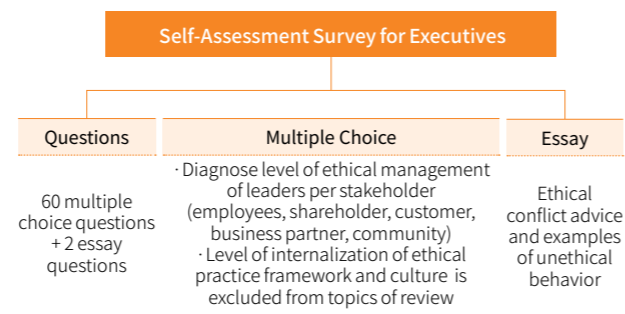 Self-Assessment Survey for Executives
Questions
60 multiple
choice questions
+ 2 essay
questions
Multiple Choice
· Diagnose level of ethical management
of leaders per stakeholder
(employees, shareholder, customer,
business partner, community)
· Level of internalization of ethical
practice framework and culture is
excluded from topics of review
Essay
Ethical
conflict advice
and examples
of unethical
behavior